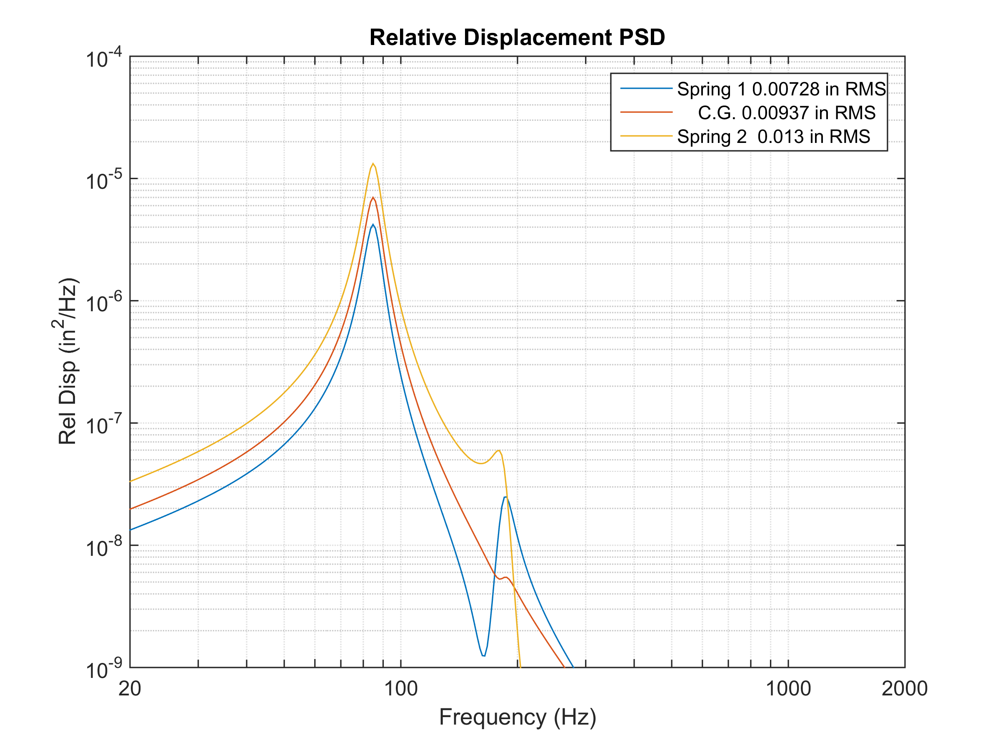 Relative Displacement PSD
10^-4
10^-5
10^-6
10^-7
10^-8
10^-9
Rel Disp (in^2/Hz)
Spring 1 0.00728 in RMS
C.G. 0.00937 in RMS
Spring 2 0.013 in RMS
20 100 1000 2000
Frequency (Hz)